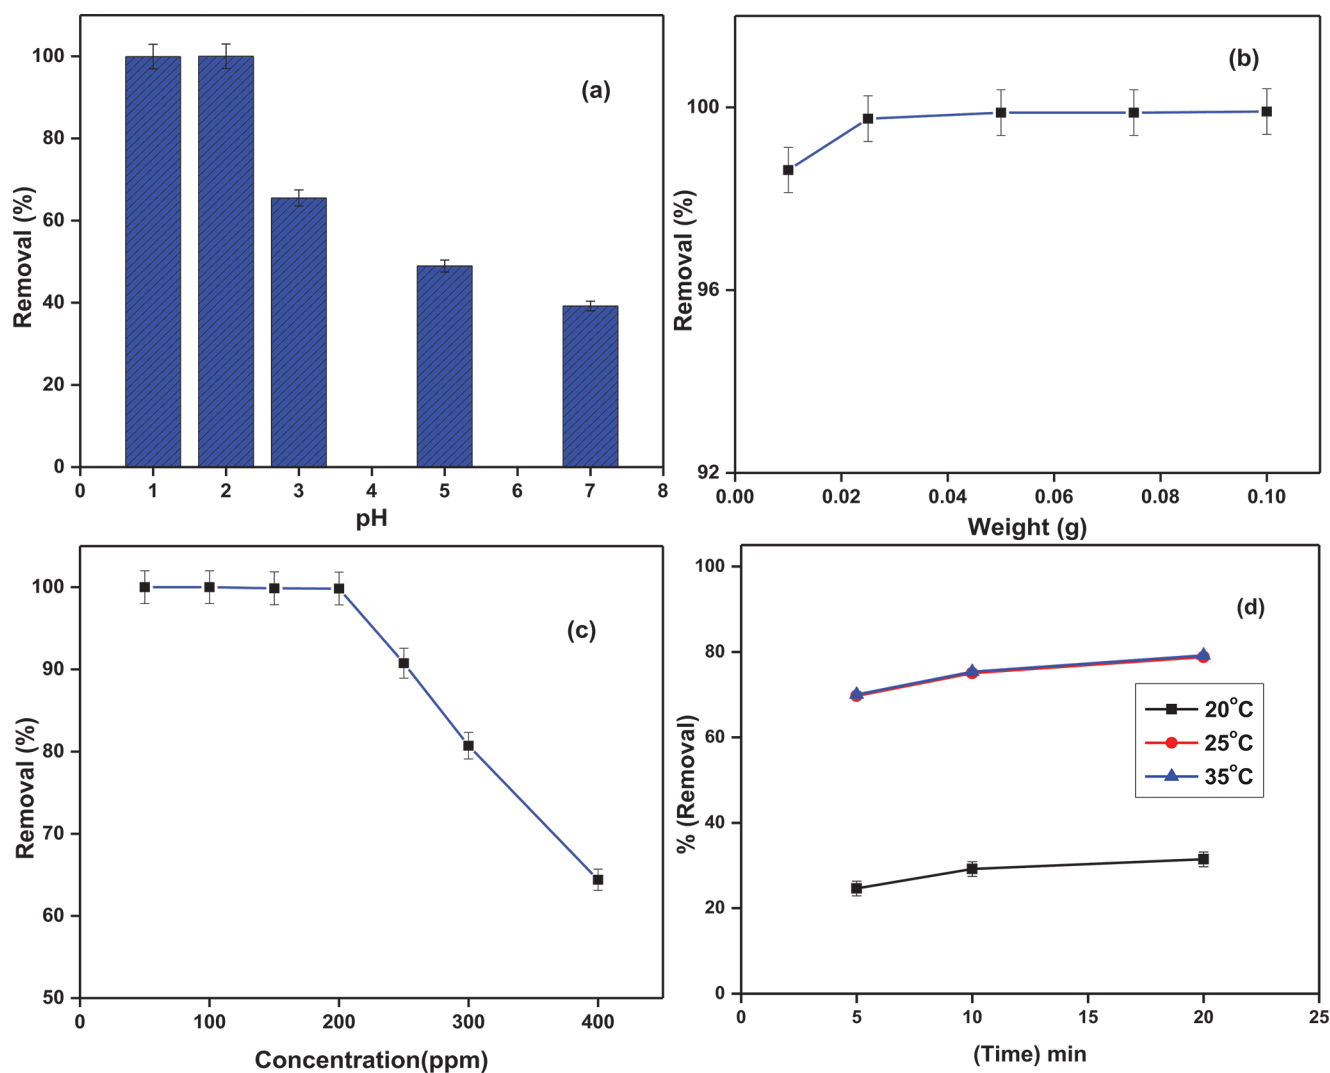 (a)
Removal (%)
100
80
60
40
20
0
0 1 2 3 4 5 6 7 8
pH
(b)
Removal (%)
100
96
92
0.00 0.02 0.04 0.06 0.08 0.10
Weight (g)
(c)
Removal (%)
100
90
80
70
60
50
0 100 200 300 400
Concentration(ppm)
(d)
% (Removal)
100
80
60
40
20
0
20°C
25°C
35°C
0 5 10 15 20 25
(Time) min